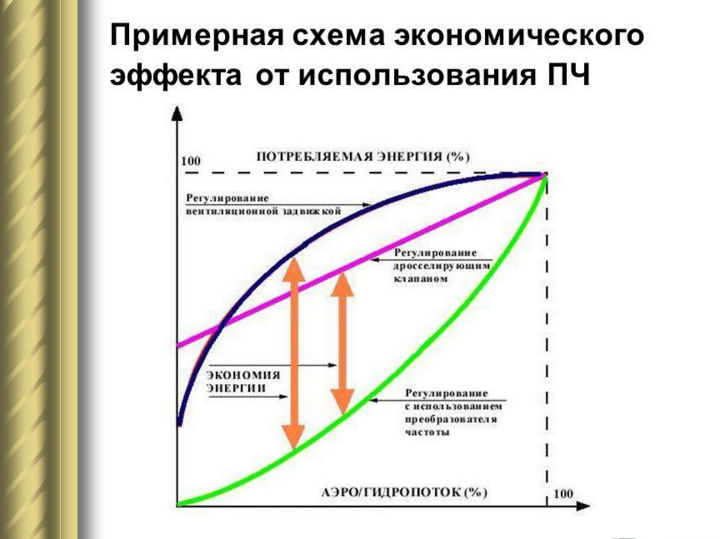 Примерная схема экономического
эффекта от использования ПЧ
ПОТРЕБЛЯЕМАЯ ЭНЕРГИЯ (%)
100
Регулирование
вентиляционной задвижкой
Регулирование
дросселирующим
клапаном
ЭКОНОМИЯ
ЭНЕРГИИ
Регулирование
с использованием
преобразователя
частоты
АЭРО/ГИДРОПОТОК (%)
100